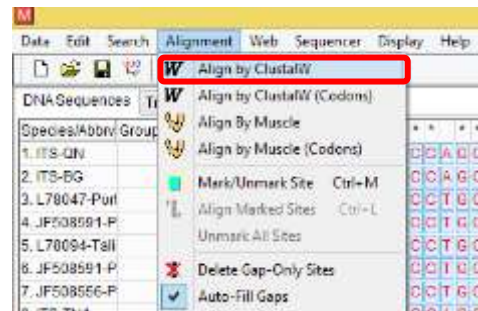 M
Data Edit Search Alignment Web Sequencer Display Help
W Align by ClustalW
DNA Sequences
W Align by ClustalW (Codons)
Species/Abbrv Group
Align By Muscle
* * * *
1. ITS-QN
Align by Muscle (Codons)
C C A G C
2. ITS-BG
C C A G C
3. L78047-Port
Mark/Unmark Site Ctrl+M
C C T G C
4. JF508591-P
Align Marked Sites Ctrl+L
C C T G C
5. L78094-Tali
Unmark All Sites
C C T G C
6. JF508591-P
Delete Gap-Only Sites
C C T G C
7. JF508556-P
Auto-Fill Gaps
C C T G C